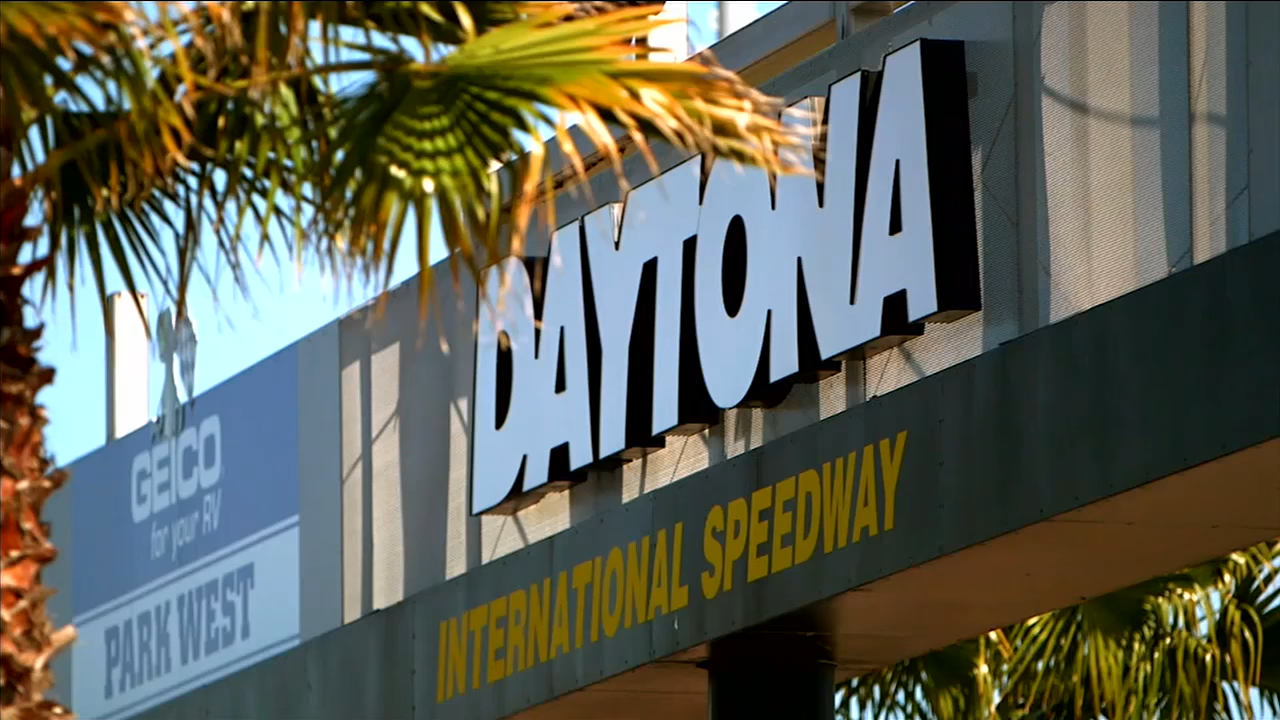 DAYTONA
INTERNATIONAL SPEEDWAY
GEICO
for your RV
PARK WEST